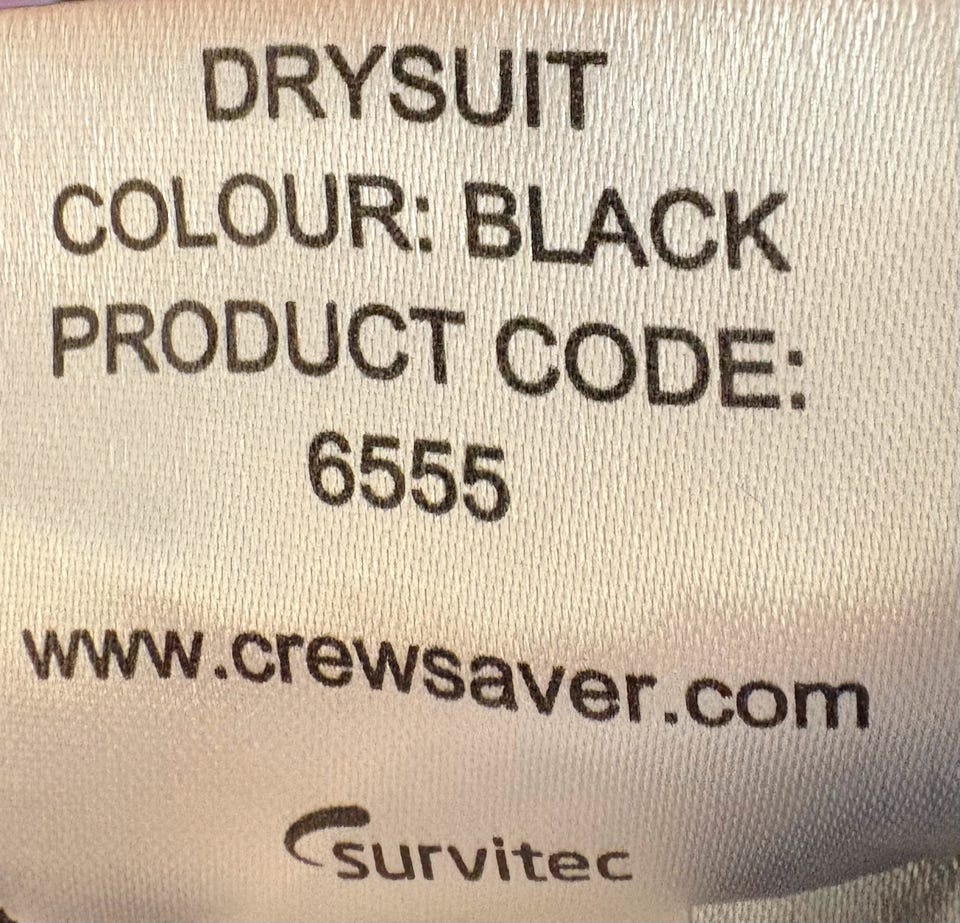 DRYSUIT
COLOUR: BLACK
PRODUCT CODE:
6555
www.crewsaver.com
survitec